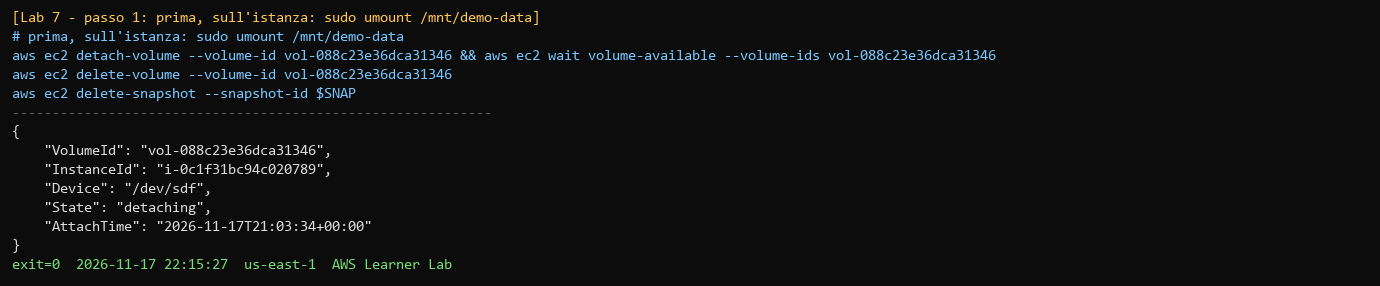 [Lab 7 - passo 1: prima, sull'istanza: sudo umount /mnt/demo-data]
# prima, sull'istanza: sudo umount /mnt/demo-data
aws ec2 detach-volume --volume-id vol-088c23e36dca31346 && aws ec2 wait volume-available --volume-ids vol-088c23e36dca31346
aws ec2 delete-volume --volume-id vol-088c23e36dca31346
aws ec2 delete-snapshot --snapshot-id $SNAP
------------------------------------------------------------
{
    "VolumeId": "vol-088c23e36dca31346",
    "InstanceId": "i-0c1f31bc94c020789",
    "Device": "/dev/sdf",
    "State": "detaching",
    "AttachTime": "2026-11-17T21:03:34+00:00"
}
exit=0  2026-11-17 22:15:27  us-east-1  AWS Learner Lab